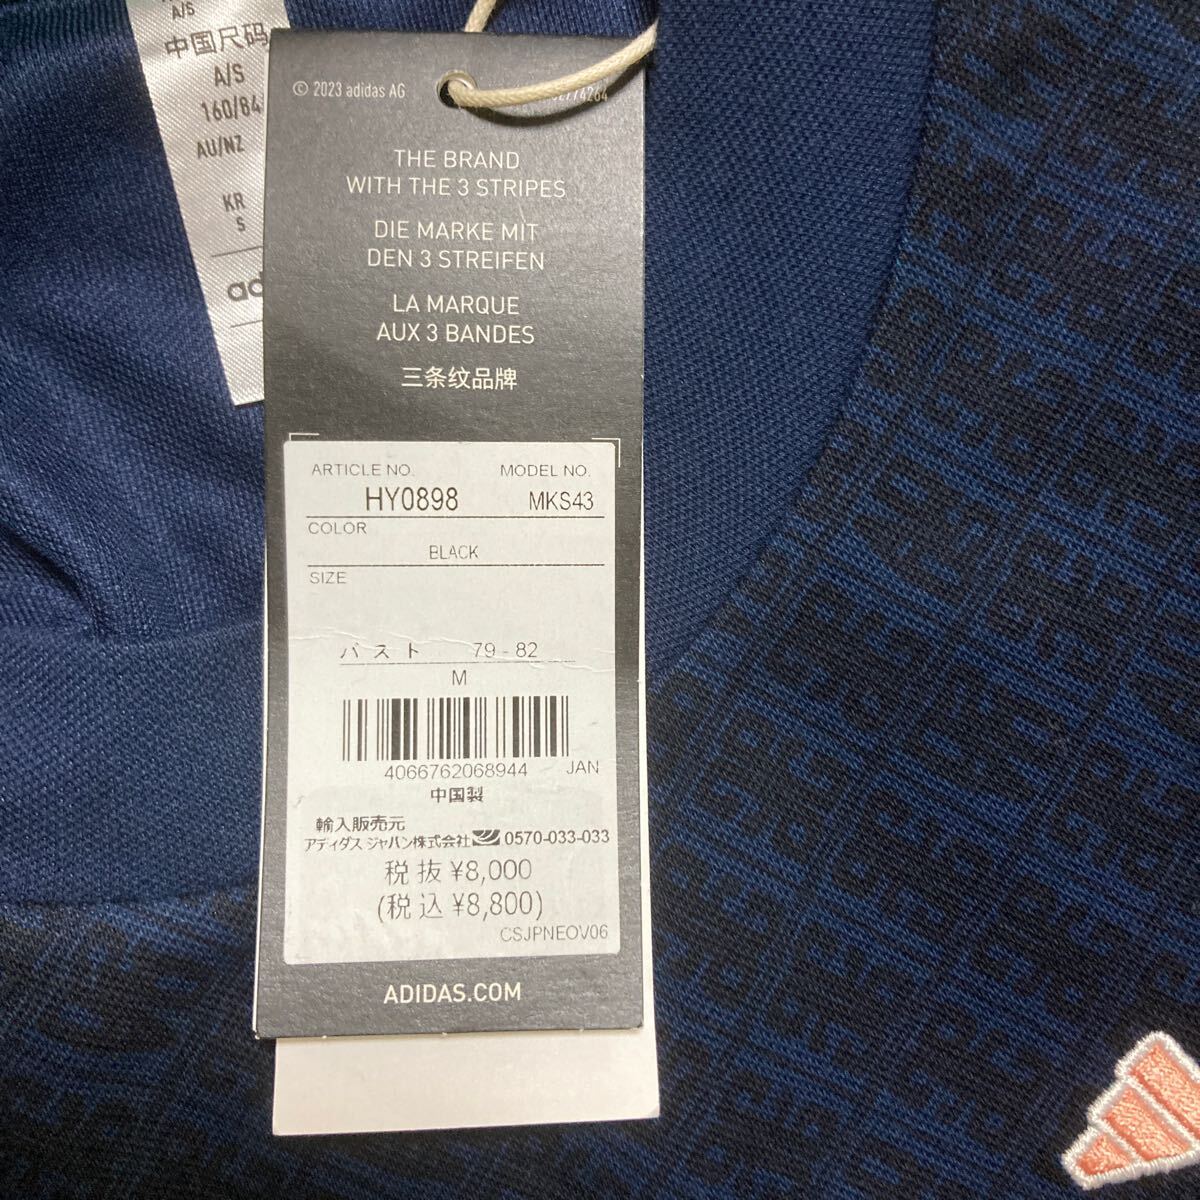 A/S
中国尺码
A/S
160/84
AU/NZ
KR
S
© 2023 adidas AG
THE BRAND
WITH THE 3 STRIPES
DIE MARKE MIT
DEN 3 STREIFEN
LA MARQUE
AUX 3 BANDES
三条纹品牌
ARTICLE NO. MODEL NO.
HY0898 MKS43
COLOR
BLACK
SIZE
バスト 79-82
M
4066762068944 JAN
中国製
輸入販売元
アディダス ジャパン株式会社 0570-033-033
税抜 ¥8,000
(税込 ¥8,800)
CSJPNEOV06
ADIDAS.COM